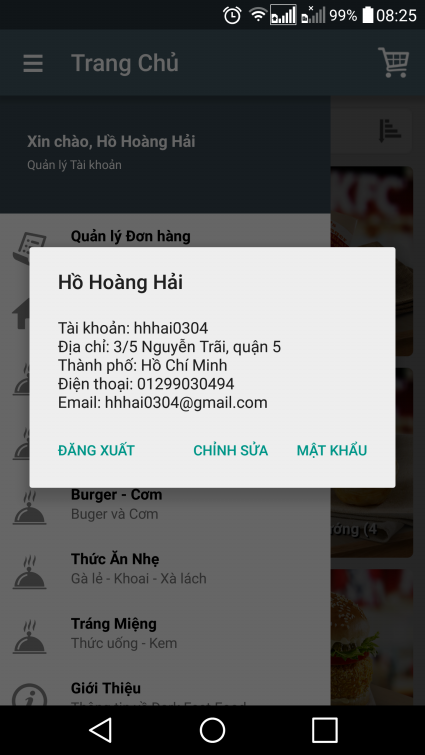 99% 08:25
Trang Chủ
Xin chào, Hồ Hoàng Hải
Quản lý Tài khoản
KFC
Quản lý Đơn hàng
Hồ Hoàng Hải
Tài khoản: hhhai0304
Địa chỉ: 3/5 Nguyễn Trãi, quận 5
Thành phố: Hồ Chí Minh
Điện thoại: 01299030494
Email: hhhai0304@gmail.com
ĐĂNG XUẤT CHỈNH SỬA MẬT KHẨU
Burger - Cơm
Buger và Cơm
ướng (4
Thức Ăn Nhẹ
Gà lẻ - Khoai - Xà lách
Tráng Miệng
Thức uống - Kem
Giới Thiệu